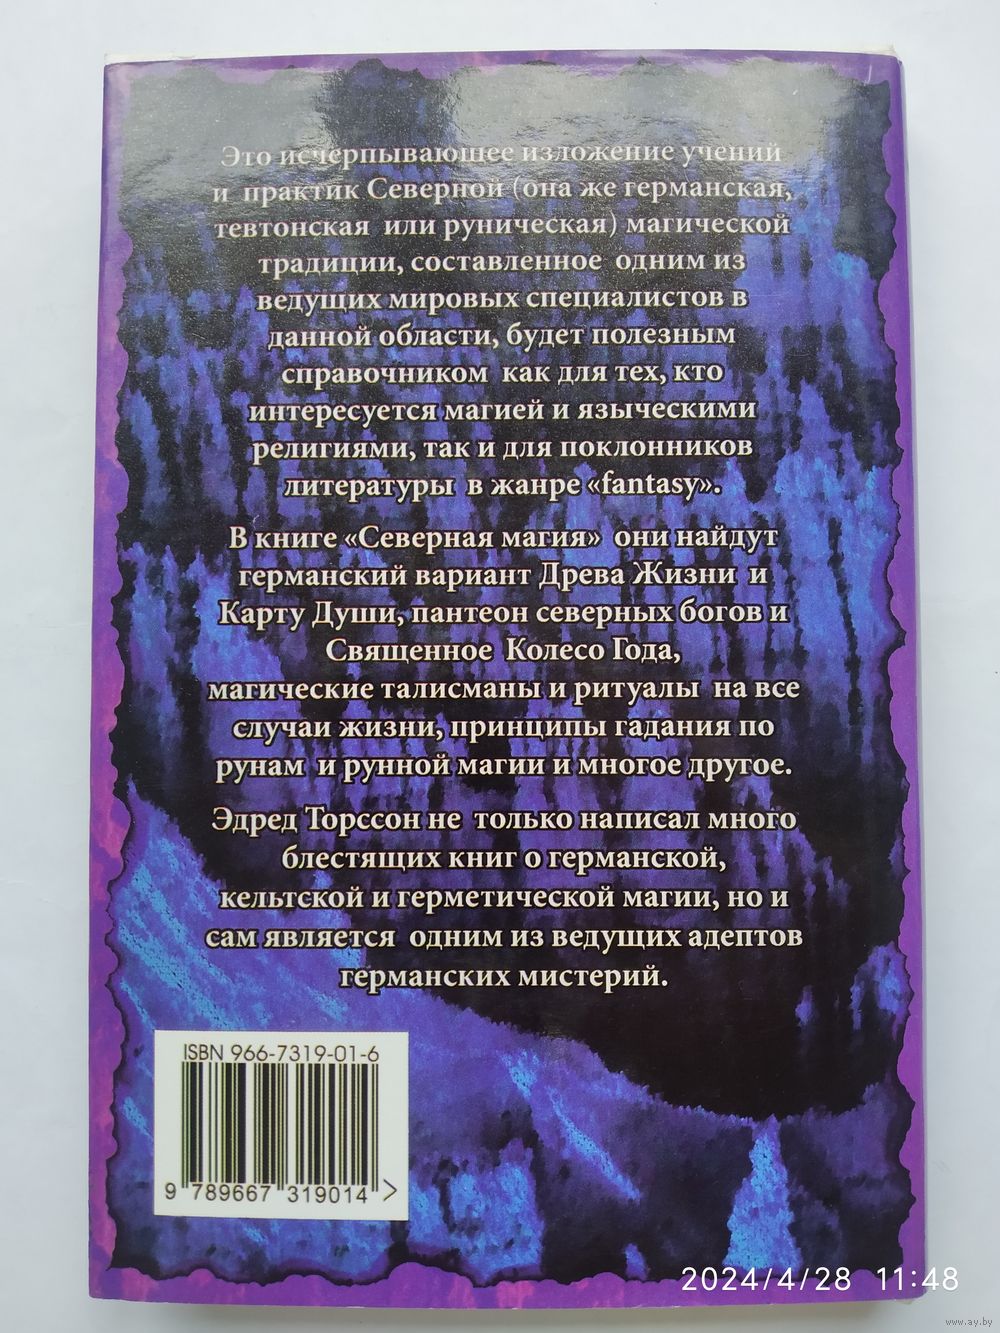 Это исчерпывающее изложение учений
и практик Северной (она же германская,
тевтонская или руническая) магической
традиции, составленное одним из
ведущих мировых специалистов в
данной области, будет полезным
справочником как для тех, кто
интересуется магией и языческими
религиями, так и для поклонников
литературы в жанре «fantasy».
В книге «Северная магия» они найдут
германский вариант Древа Жизни и
Карту Души, пантеон северных богов и
Священное Колесо Года,
магические талисманы и ритуалы на все
случаи жизни, принципы гадания по
рунам и рунной магии и многое другое.
Эдред Торссон не только написал много
блестящих книг о германской,
кельтской и герметической магии, но и
сам является одним из ведущих адептов
германских мистерий.
ISBN 966-7319-01-6
9 789667 319014 >
2024/4/28 11:48
www.ay.by